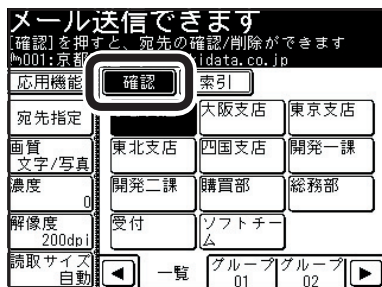 メール送信できます
[確認]を押すと、宛先の確認/削除ができます
001:京都 idata.co.jp
応用機能 確認 索引
宛先指定 大阪支店 東京支店
画質 東北支店 四国支店 開発一課
文字/写真
濃度 開発二課 購買部 総務部
0
解像度 受付 ソフトチー
200dpi ム
読取サイズ 一覧 グループ グループ
自動 01 02